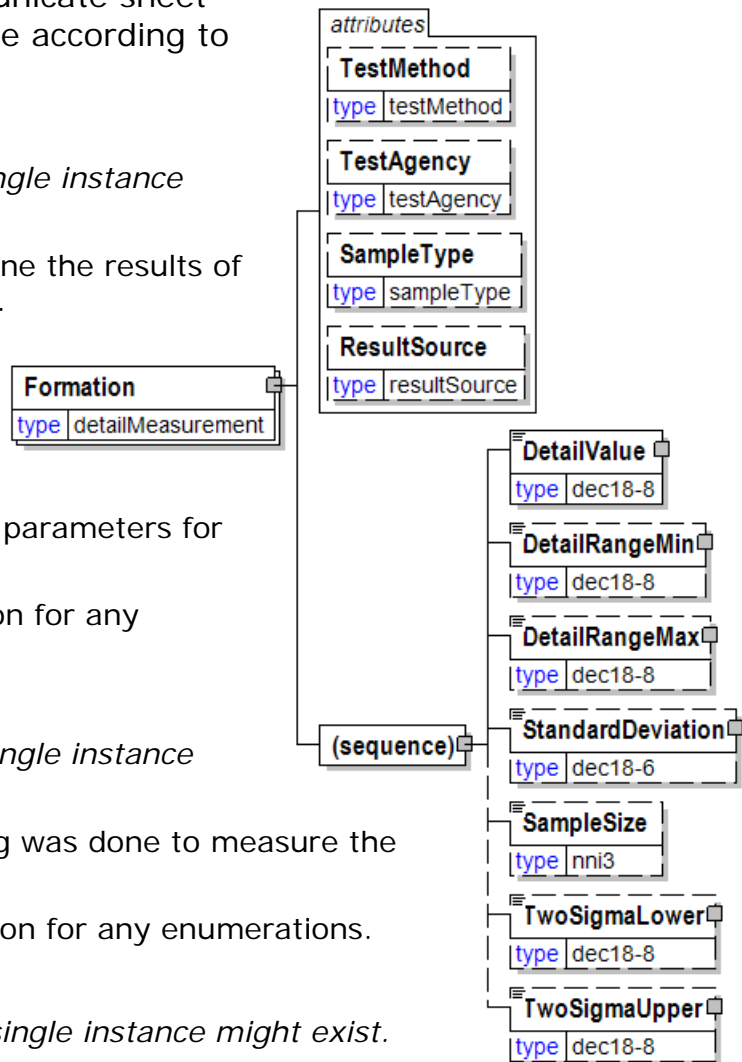 unicate sheet
e according to
ngle instance
ne the results of
.
parameters for
on for any
ngle instance
g was done to measure the
on for any enumerations.
single instance might exist.
attributes
TestMethod
type testMethod
TestAgency
type testAgency
SampleType
type sampleType
ResultSource
type resultSource
Formation
type detailMeasurement
(sequence)
DetailValue
type dec18-8
DetailRangeMin
type dec18-8
DetailRangeMax
type dec18-8
StandardDeviation
type dec18-6
SampleSize
type nni3
TwoSigmaLower
type dec18-8
TwoSigmaUpper
type dec18-8